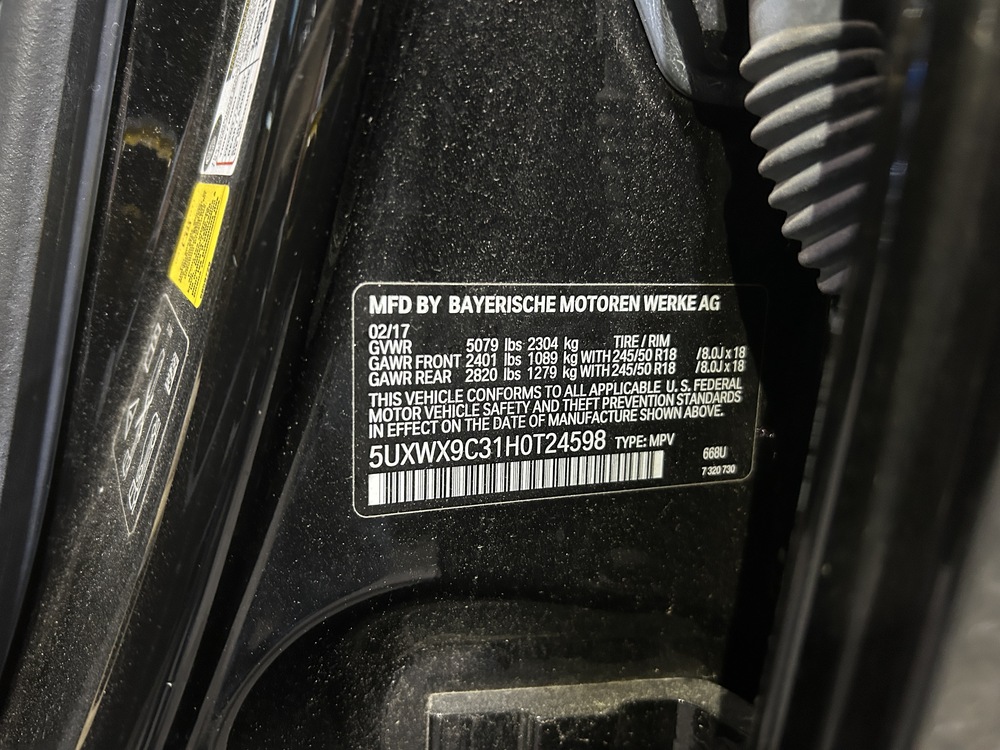 MFD BY BAYERISCHE MOTOREN WERKE AG
02/17
GVWR 5079 lbs 2304 kg TIRE / RIM
GAWR FRONT 2401 lbs 1089 kg WITH 245/50 R18 /8.0J x 18
GAWR REAR 2820 lbs 1279 kg WITH 245/50 R18 /8.0J x 18
THIS VEHICLE CONFORMS TO ALL APPLICABLE U.S. FEDERAL
MOTOR VEHICLE SAFETY AND THEFT PREVENTION STANDARDS
IN EFFECT ON THE DATE OF MANUFACTURE SHOWN ABOVE.
5UXWX9C31H0T24598 TYPE: MPV 668U
7 320 730